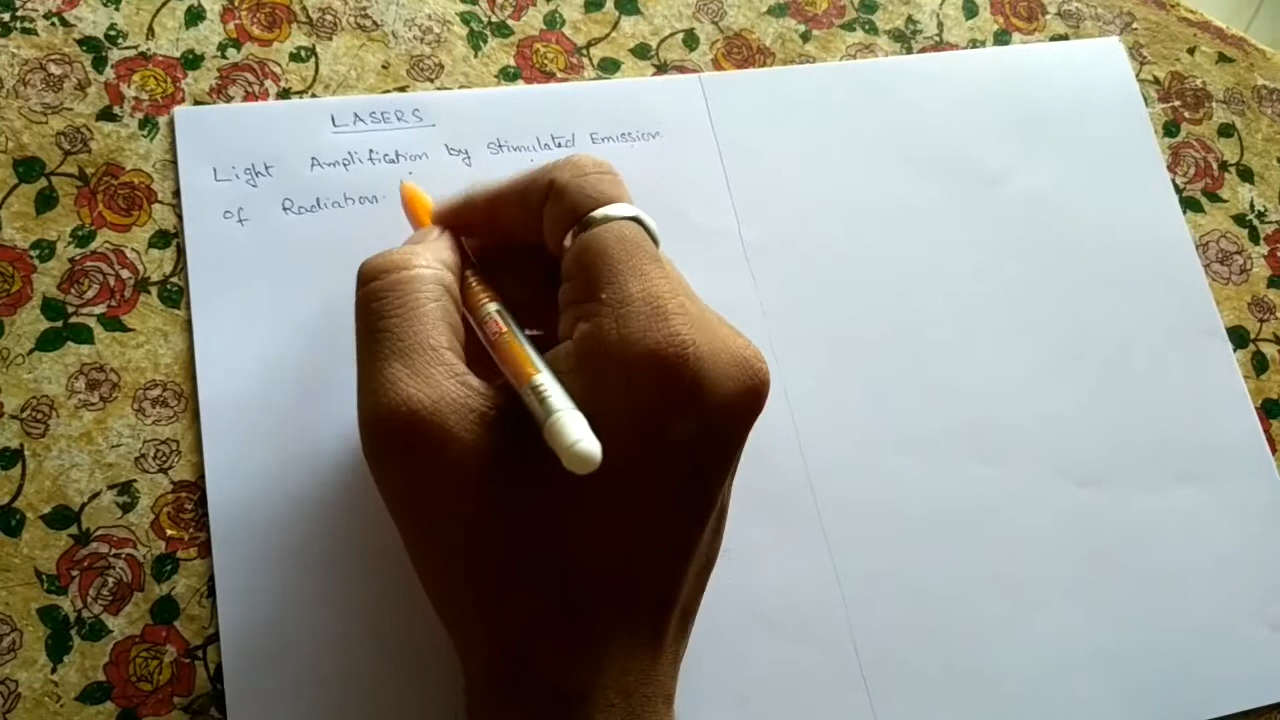 LASERS
Light Amplification by Stimulated Emission
of Radiation.